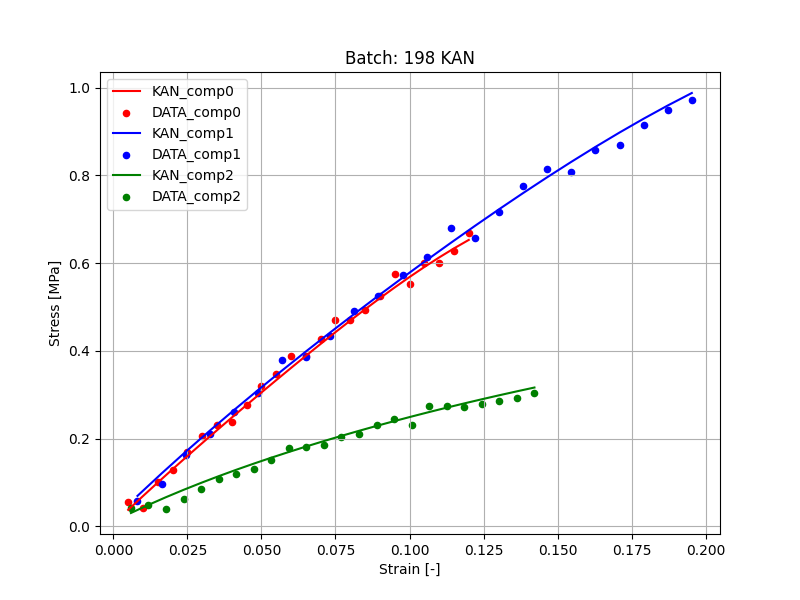 Batch: 198 KAN
KAN_comp0
DATA_comp0
KAN_comp1
DATA_comp1
KAN_comp2
DATA_comp2
1.0
0.8
0.6
0.4
0.2
0.0
Stress [MPa]
0.000 0.025 0.050 0.075 0.100 0.125 0.150 0.175 0.200
Strain [-]